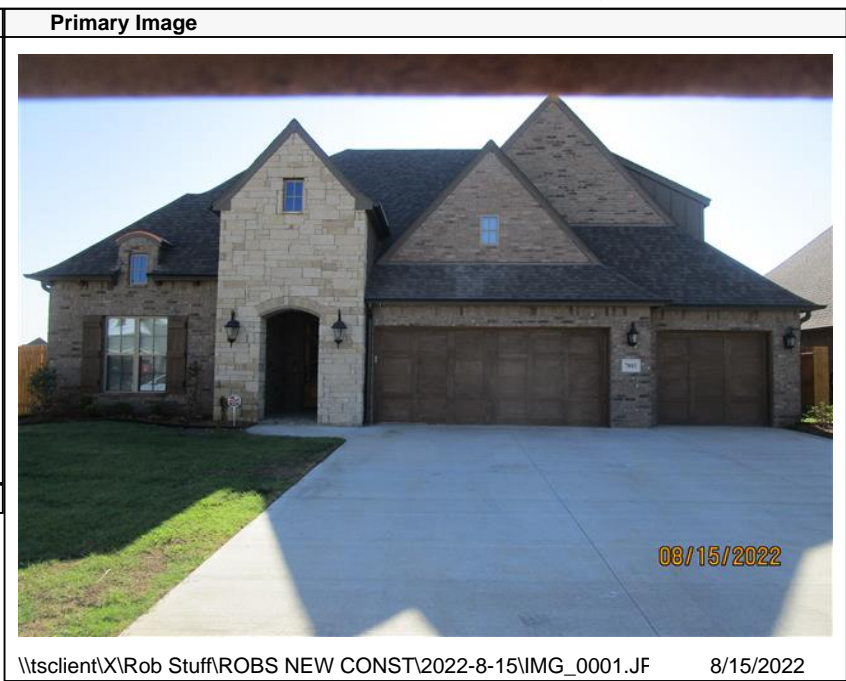 Primary Image
08/15/2022
\\tsclient\X\Rob Stuff\ROBS NEW CONST\2022-8-15\IMG_0001.JF 8/15/2022